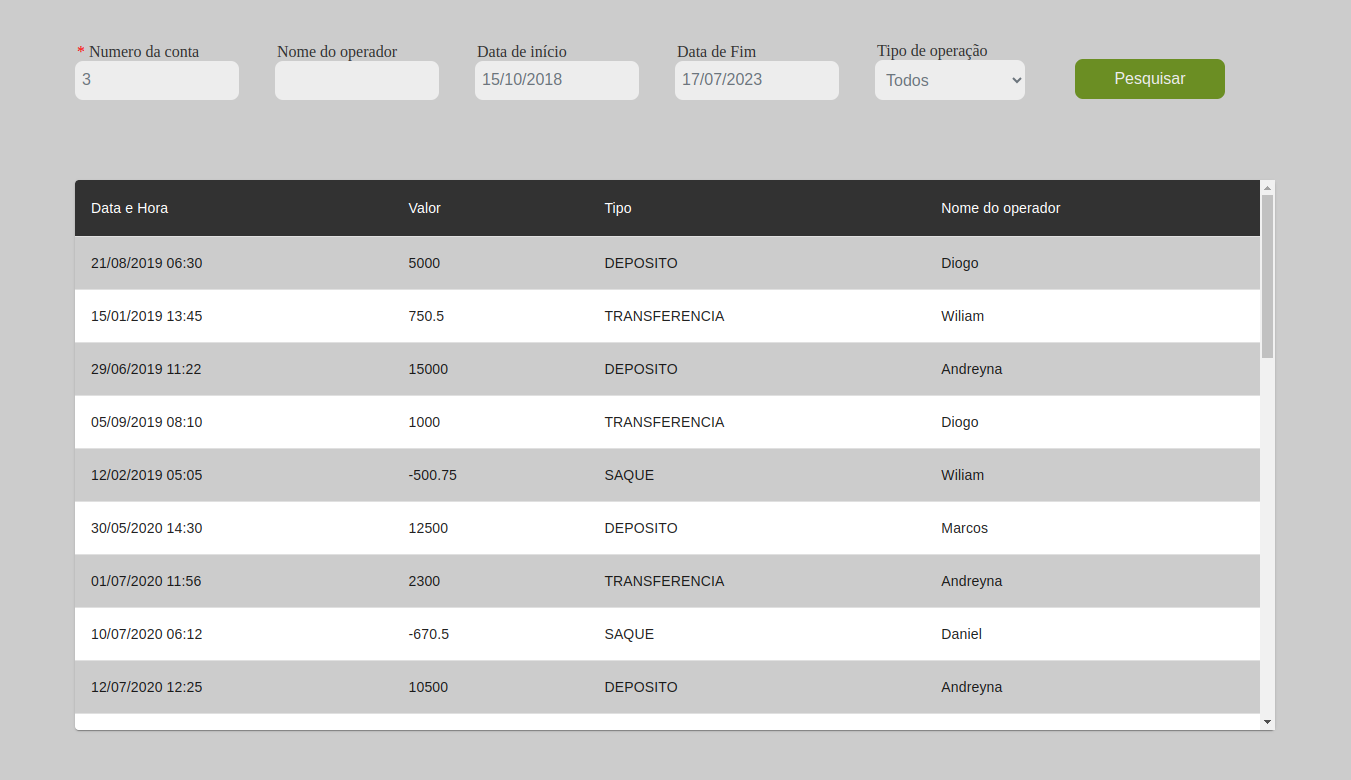 * Numero da conta Nome do operador Data de início Data de Fim Tipo de operação
3 15/10/2018 17/07/2023 Todos Pesquisar
Data e Hora Valor Tipo Nome do operador
21/08/2019 06:30 5000 DEPOSITO Diogo
15/01/2019 13:45 750.5 TRANSFERENCIA Wiliam
29/06/2019 11:22 15000 DEPOSITO Andreyna
05/09/2019 08:10 1000 TRANSFERENCIA Diogo
12/02/2019 05:05 -500.75 SAQUE Wiliam
30/05/2020 14:30 12500 DEPOSITO Marcos
01/07/2020 11:56 2300 TRANSFERENCIA Andreyna
10/07/2020 06:12 -670.5 SAQUE Daniel
12/07/2020 12:25 10500 DEPOSITO Andreyna